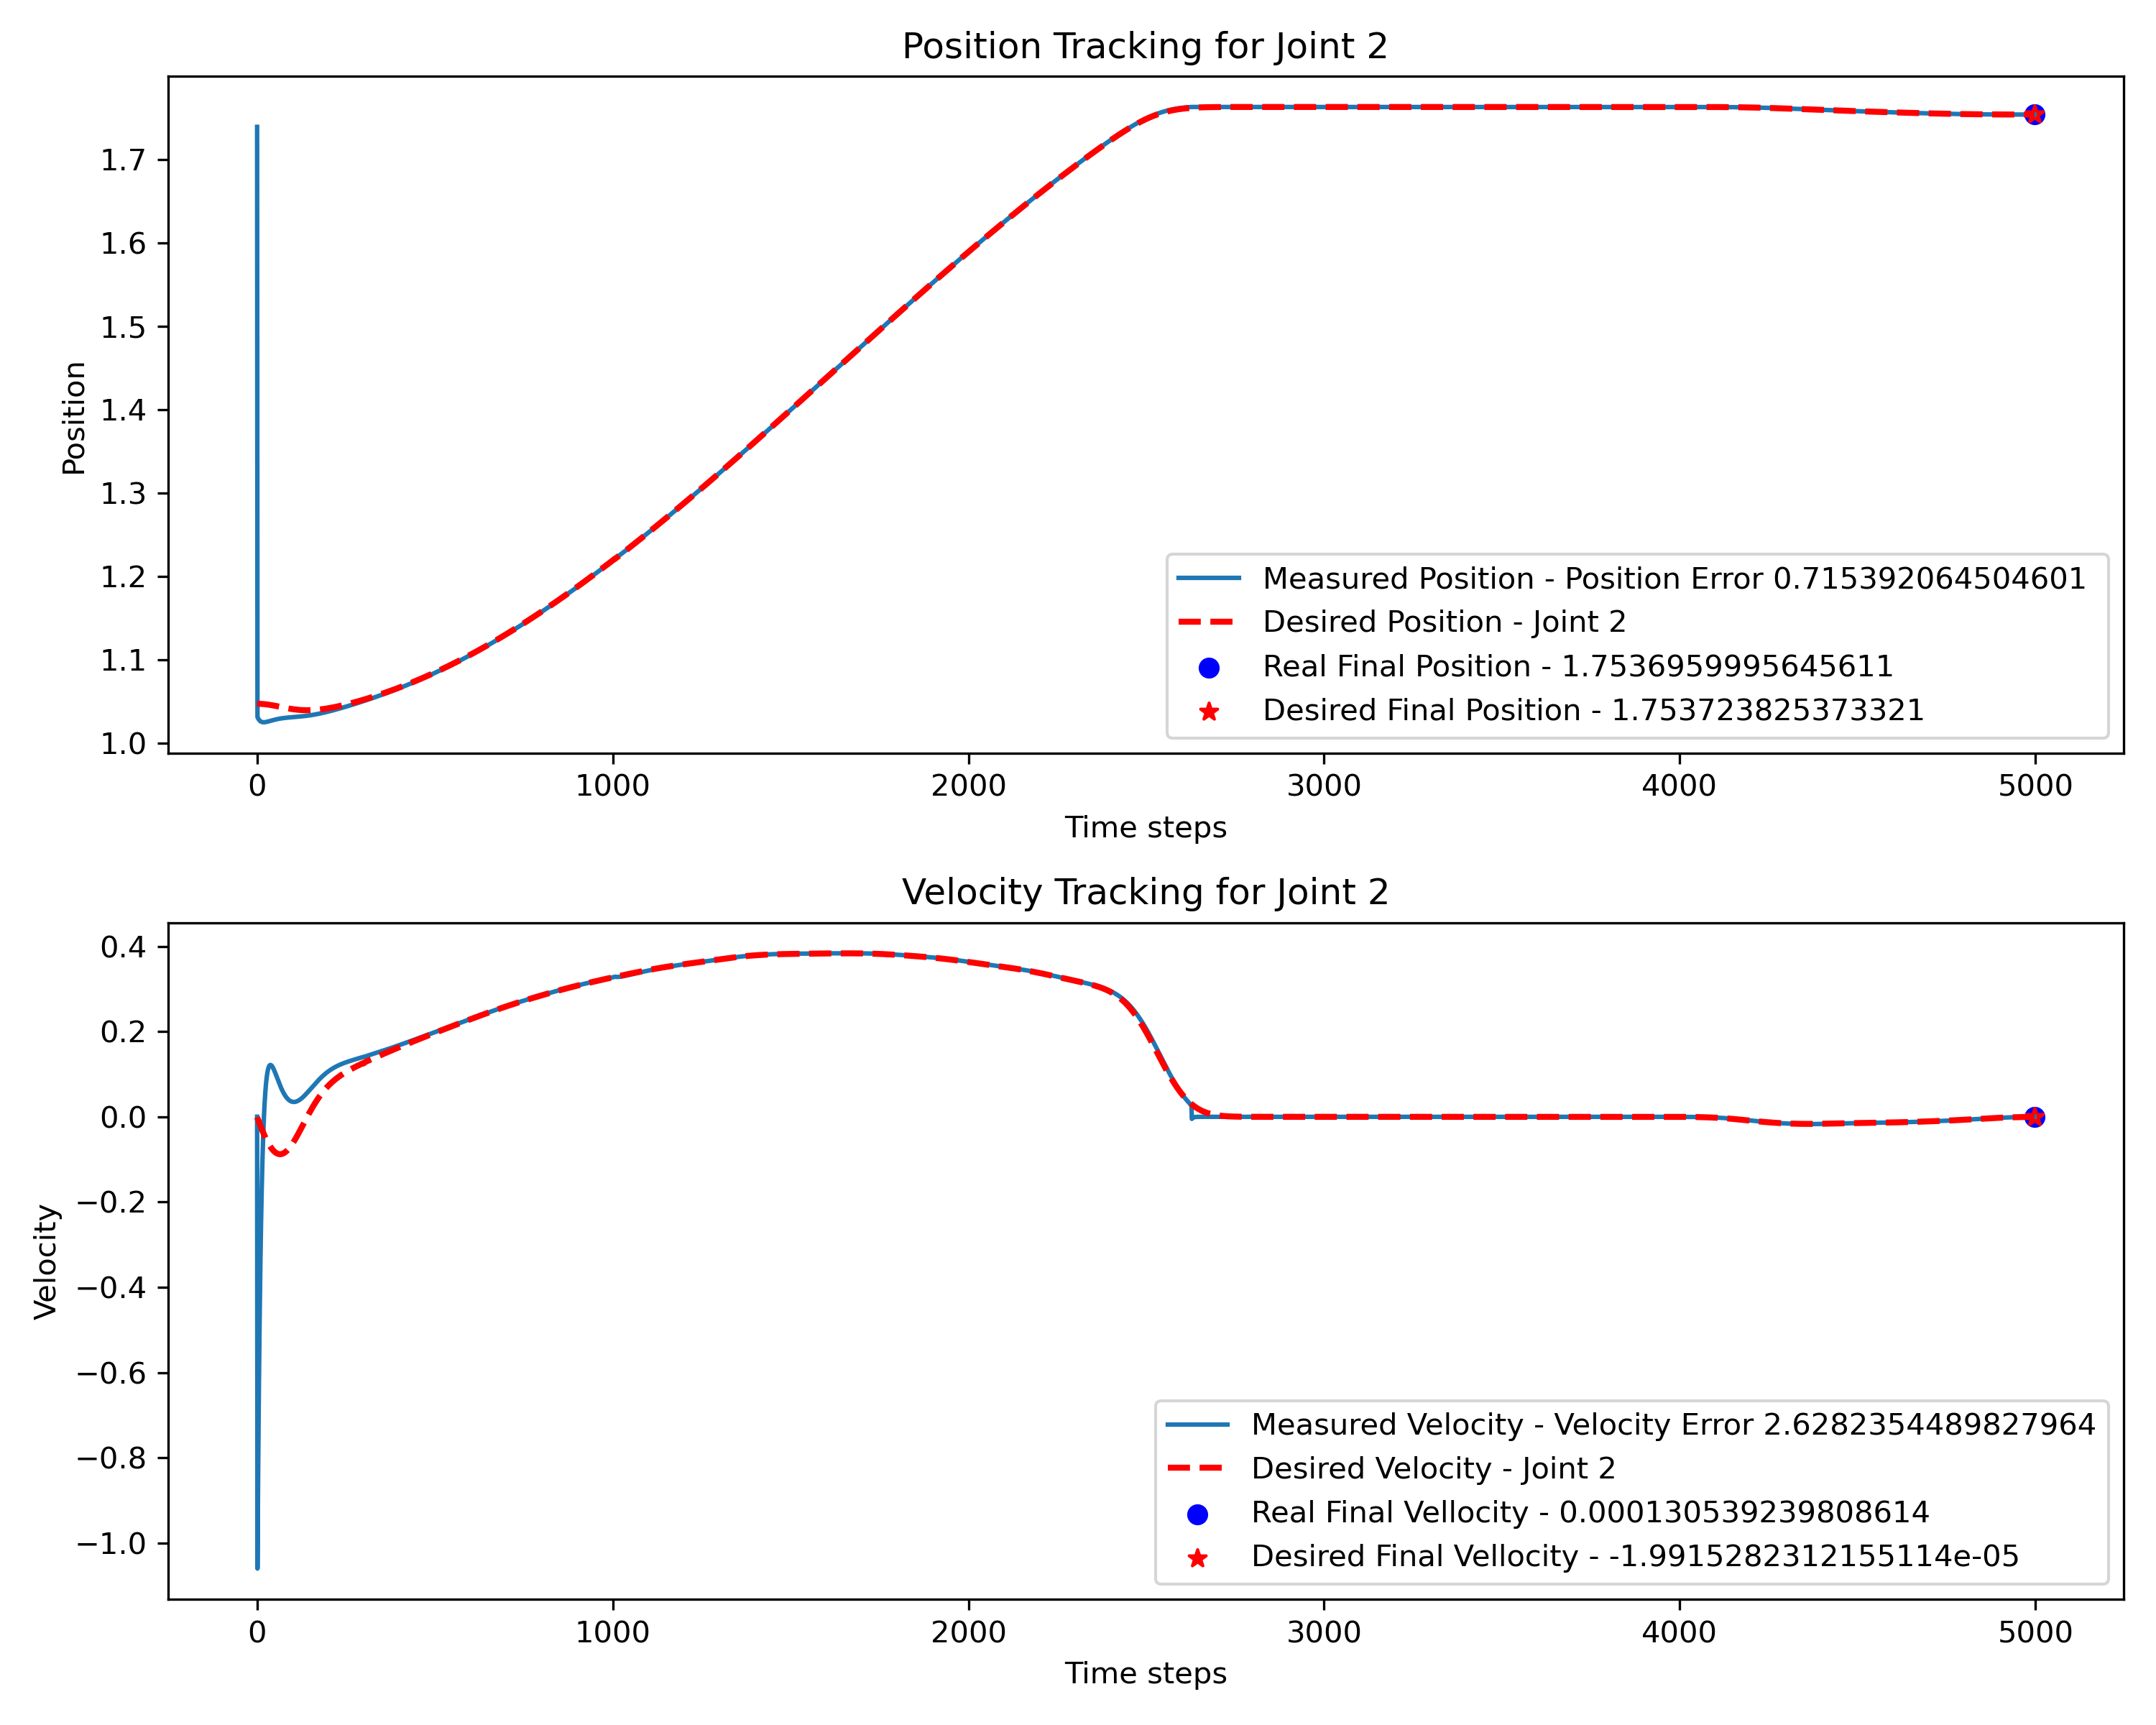 Position Tracking for Joint 2
1.7
1.6
1.5
1.4
1.3
1.2
1.1
1.0
Position
Measured Position - Position Error 0.715392064504601
Desired Position - Joint 2
Real Final Position - 1.7536959995645611
Desired Final Position - 1.753723825373321
0 1000 2000 3000 4000 5000
Time steps
Velocity Tracking for Joint 2
0.4
0.2
0.0
−0.2
−0.4
−0.6
−0.8
−1.0
Velocity
Measured Velocity - Velocity Error 2.6282354489827964
Desired Velocity - Joint 2
Real Final Vellocity - 0.000130539239808614
Desired Final Vellocity - -1.9915282312155114e-05
0 1000 2000 3000 4000 5000
Time steps